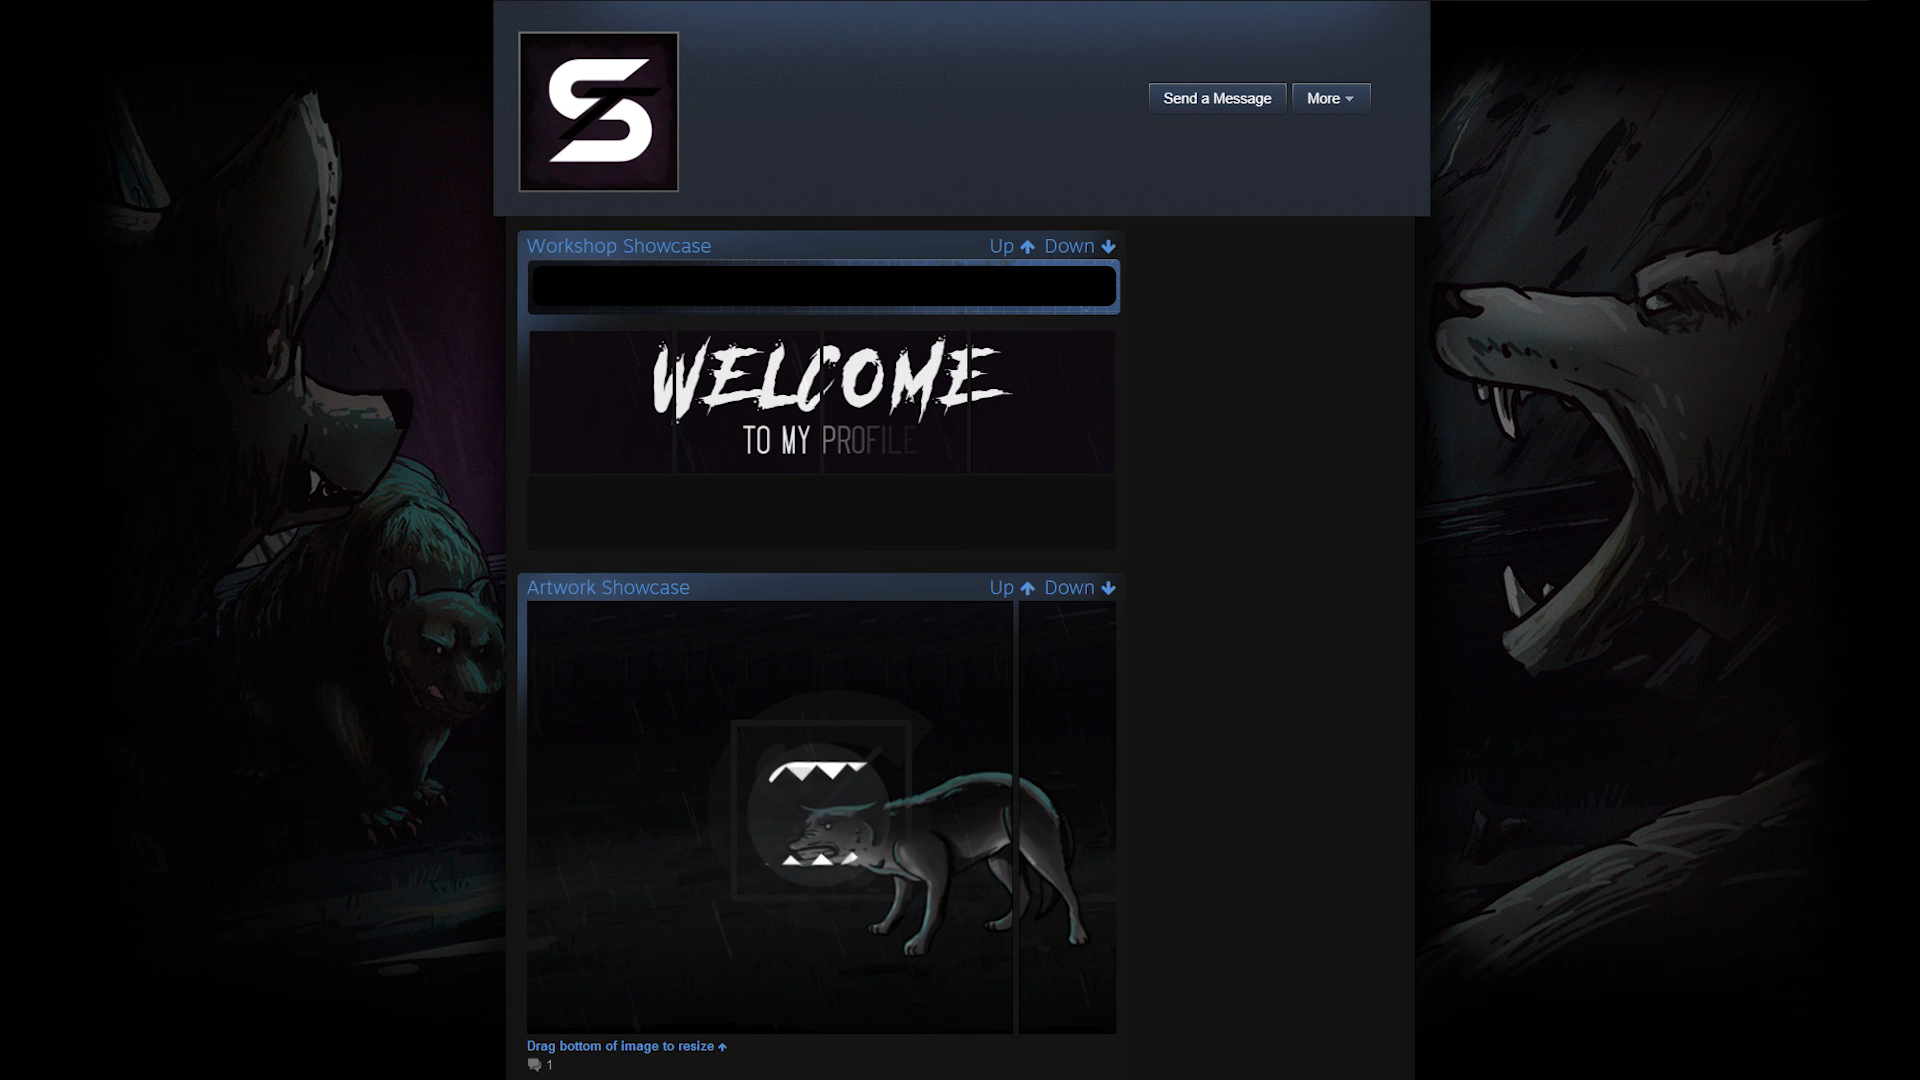 Send a Message
More
Workshop Showcase
Up Down
WELCOME
TO MY PROFILE
Artwork Showcase
Up Down
Drag bottom of image to resize
1